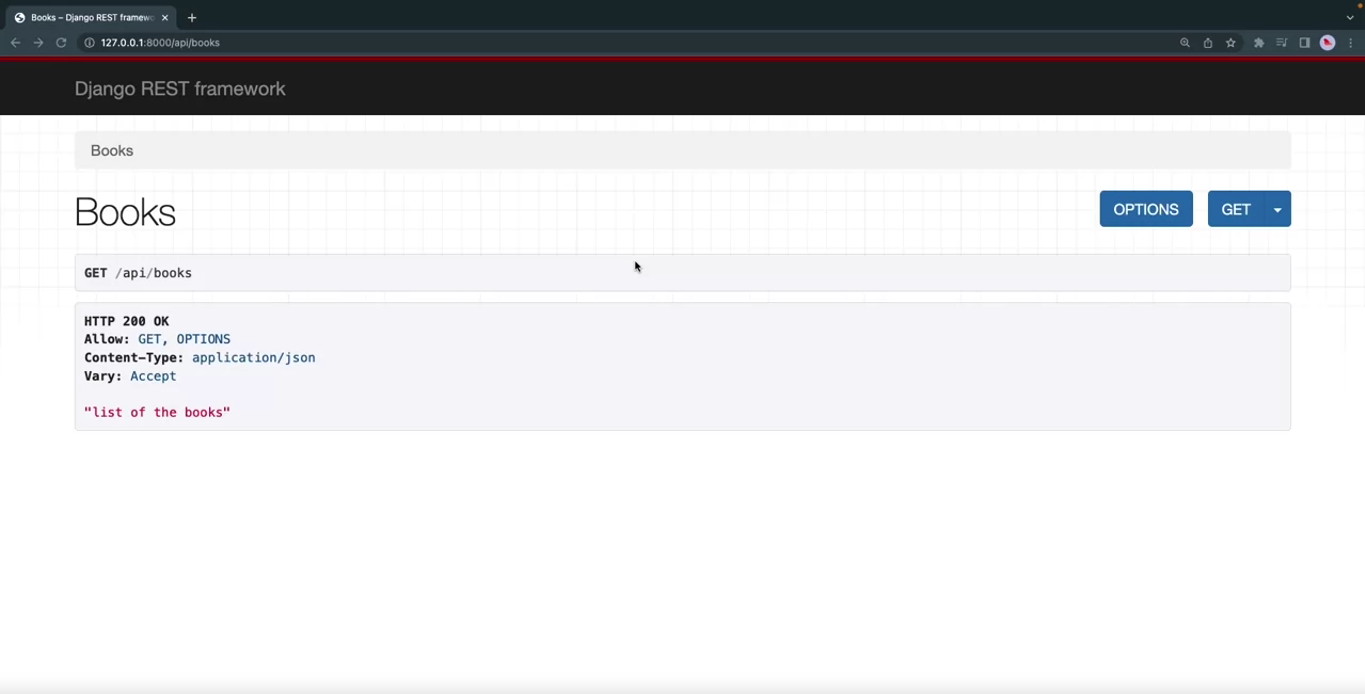 Books – Django REST framewo
127.0.0.1:8000/api/books
Django REST framework
Books
Books
OPTIONS
GET
GET /api/books
HTTP 200 OK
Allow: GET, OPTIONS
Content-Type: application/json
Vary: Accept
"list of the books"